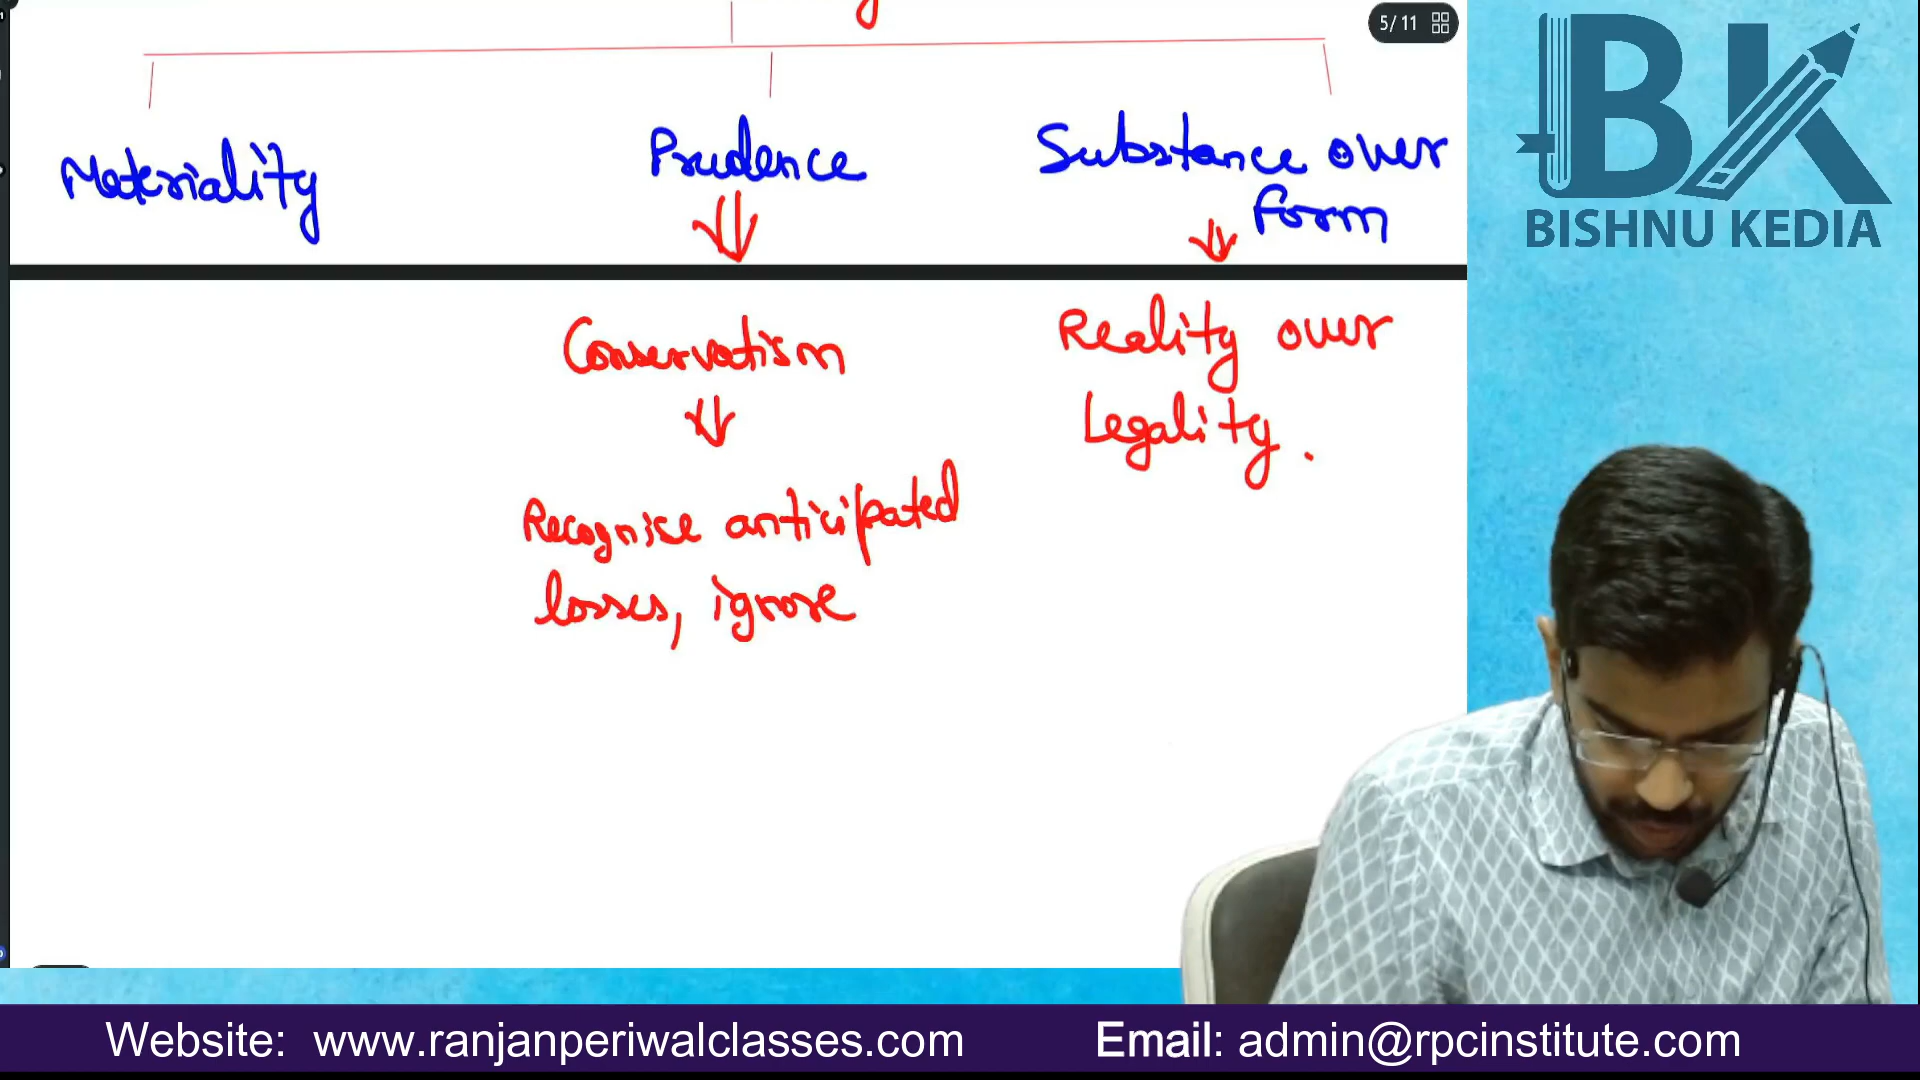 5/11
Materiality
Prudence
Substance over
form
Conservatism
Reality over
Legality.
Recognise anticipated
losses, ignore
BK
BISHNU KEDIA
Website: www.ranjanperiwalclasses.com
Email: admin@rpcinstitute.com